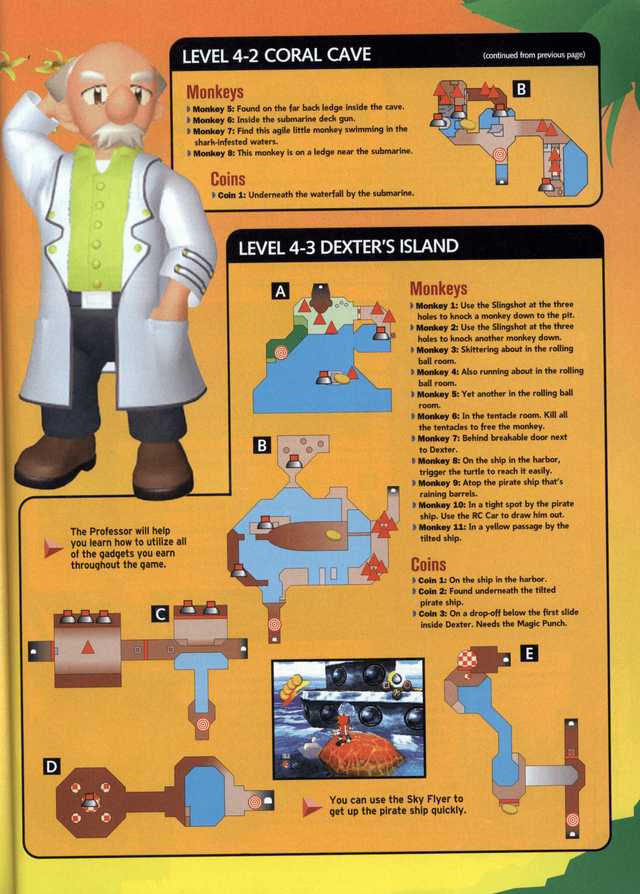 LEVEL 4-2 CORAL CAVE
(continued from previous page)
Monkeys
Monkey 5: Found on the far back ledge inside the cave.
Monkey 6: Inside the submarine deck gun.
Monkey 7: Find this agile little monkey swimming in the
shark-infested waters.
Monkey 8: This monkey is on a ledge near the submarine.
Coins
Coin 1: Underneath the waterfall by the submarine.
B
LEVEL 4-3 DEXTER'S ISLAND
A
B
Monkeys
Monkey 1: Use the Slingshot at the three
holes to knock a monkey down to the pit.
Monkey 2: Use the Slingshot at the three
holes to knock another monkey down.
Monkey 3: Skittering about in the rolling
ball room.
Monkey 4: Also running about in the rolling
ball room.
Monkey 5: Yet another in the rolling ball
room.
Monkey 6: In the tentacle room. Kill all
the tentacles to free the monkey.
Monkey 7: Behind breakable door next
to Dexter.
Monkey 8: On the ship in the harbor,
trigger the turtle to reach it easily.
Monkey 9: Atop the pirate ship that's
raining barrels.
Monkey 10: In a tight spot by the pirate
ship. Use the RC Car to draw him out.
Monkey 11: In a yellow passage by the
tilted ship.
Coins
Coin 1: On the ship in the harbor.
Coin 2: Found underneath the tilted
pirate ship.
Coin 3: On a drop-off below the first slide
inside Dexter. Needs the Magic Punch.
The Professor will help
you learn how to utilize all
of the gadgets you earn
throughout the game.
C
D
E
You can use the Sky Flyer to
get up the pirate ship quickly.